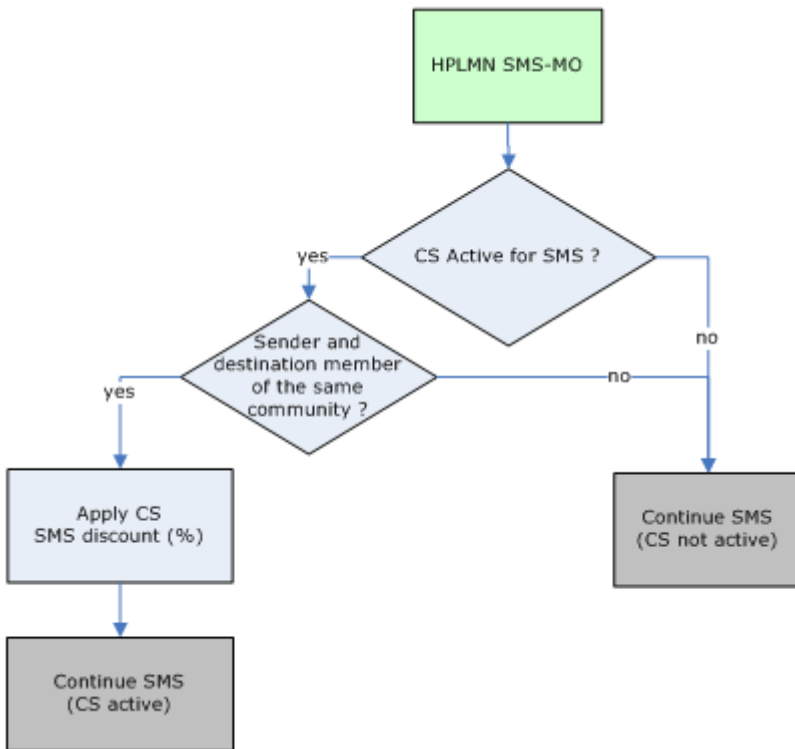 HPLMN SMS-MO
CS Active for SMS ?
yes
no
Sender and
destination member
of the same
community ?
yes
no
Apply CS
SMS discount (%)
Continue SMS
(CS not active)
Continue SMS
(CS active)